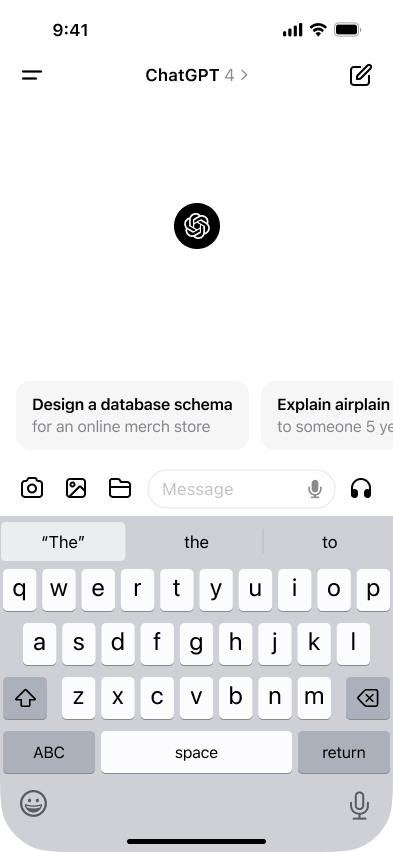 9:41
ChatGPT 4 >
Design a database schema
for an online merch store
Explain airplain
to someone 5 ye
Message
“The” the to
q w e r t y u i o p
a s d f g h j k l
z x c v b n m
ABC space return